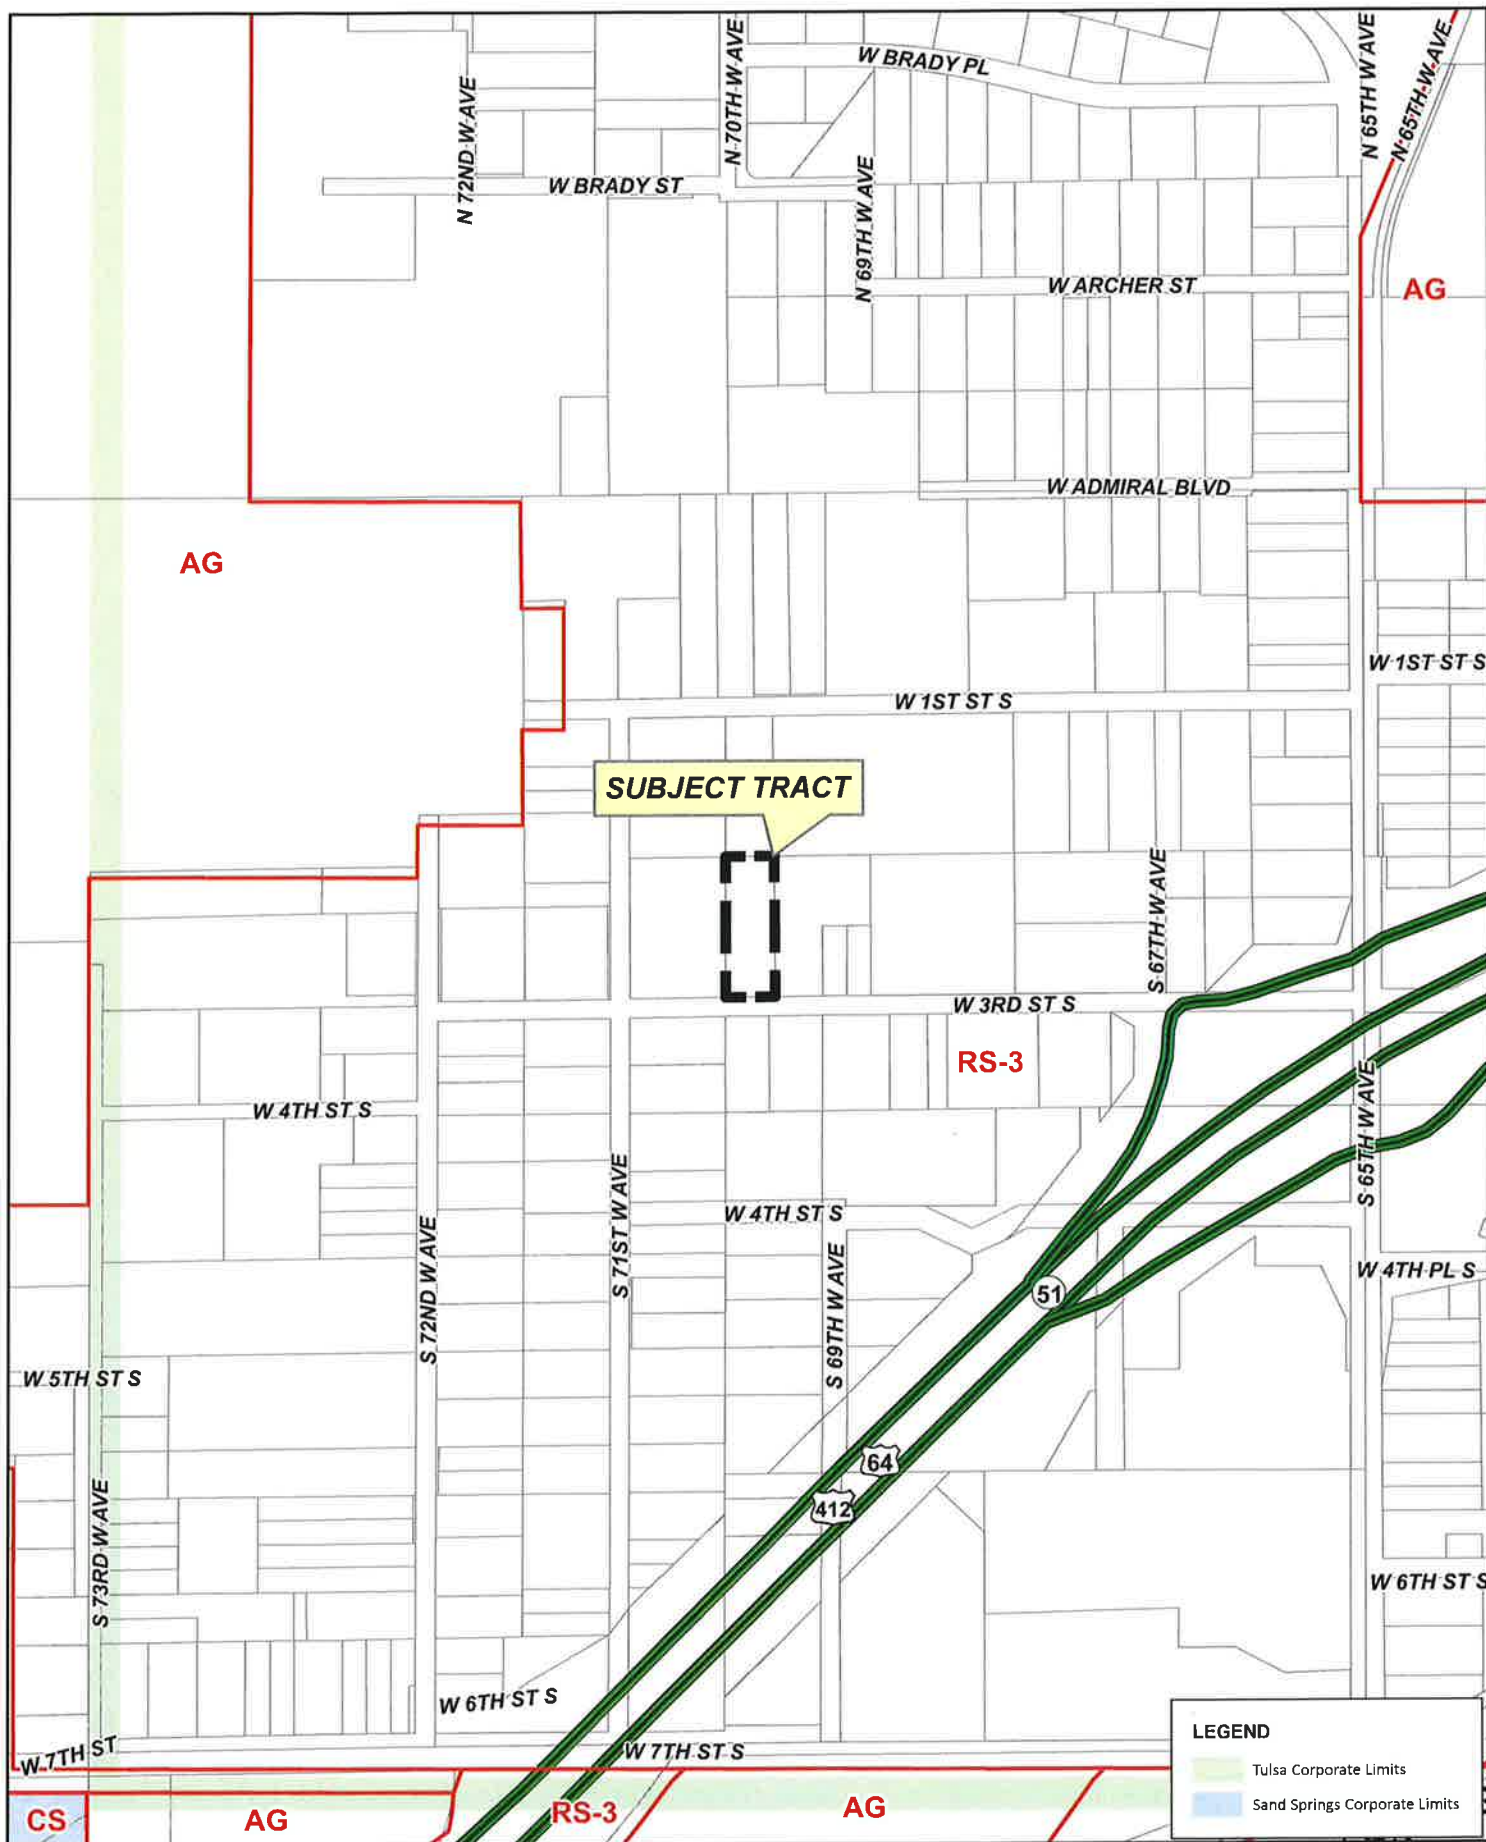 W BRADY PL
N 65TH W AVE
N 65TH W AVE
N 70TH W AVE
N 72ND W AVE
W BRADY ST
N 69TH W AVE
W ARCHER ST
AG
W ADMIRAL BLVD
AG
W 1ST ST S
W 1ST ST S
SUBJECT TRACT
S 67TH W AVE
W 3RD ST S
RS-3
W 4TH ST S
S 65TH W AVE
S 71ST W AVE
W 4TH ST S
S 72ND W AVE
S 69TH W AVE
W 4TH PL S
51
W 5TH ST S
64
412
S 73RD W AVE
W 6TH ST S
W 6TH ST S
W 7TH ST
W 7TH ST S
CS
AG
RS-3
AG
LEGEND
Tulsa Corporate Limits
Sand Springs Corporate Limits